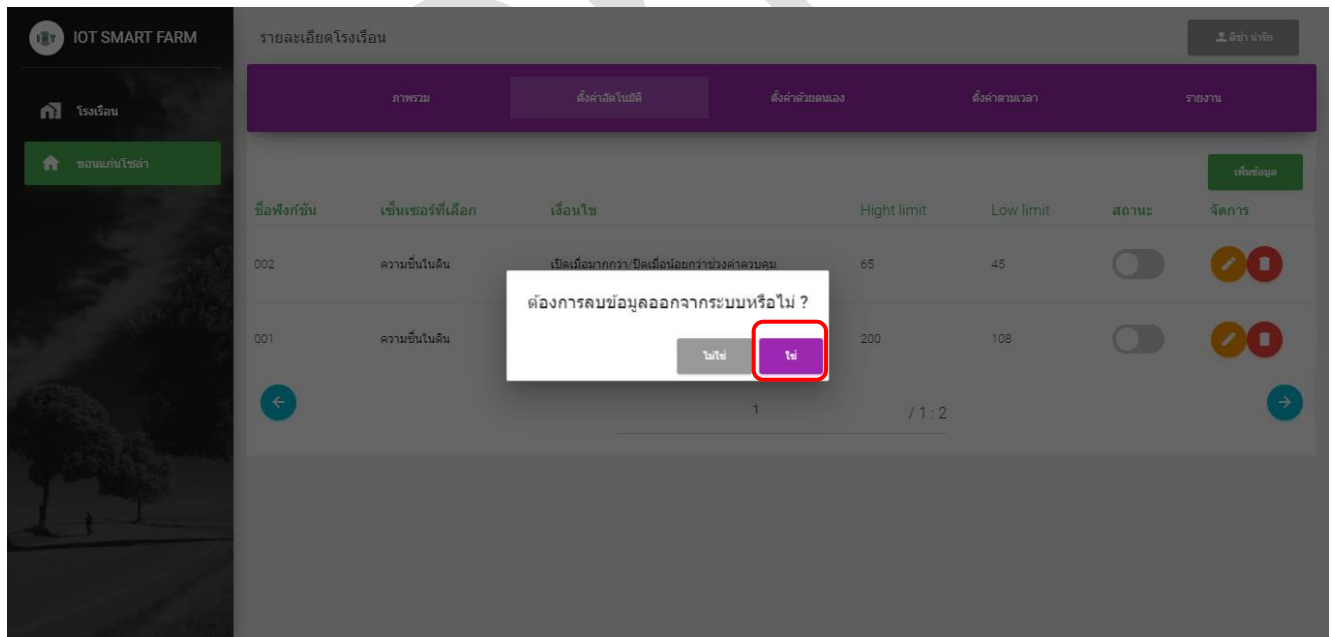 IOT SMART FARM
รายละเอียดโรงเรือน
ลิซ่า น่ารัก
ภาพรวม
ตั้งค่าอัตโนมัติ
ตั้งค่าด้วยตนเอง
ตั้งค่าตามเวลา
รายงาน
โรงเรือน
ขอนแก่นโซล่า
เพิ่มข้อมูล
ชื่อฟังก์ชัน เซ็นเซอร์ที่เลือก เงื่อนไข Hight limit Low limit สถานะ จัดการ
002 ความชื้นในดิน เปิดเมื่อมากกว่า/ปิดเมื่อน้อยกว่าช่วงค่าควบคุม 65 45
ต้องการลบข้อมูลออกจากระบบหรือไม่ ?
ไม่ใช่ ใช่
001 ความชื้นในดิน 200 108
1 / 1 : 2